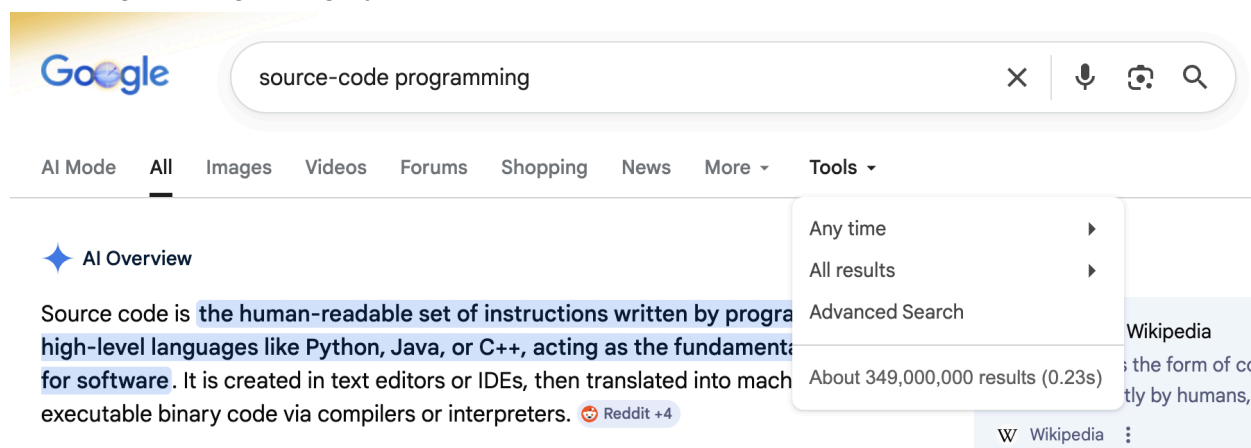 Google
source-code programming
AI Mode All Images Videos Forums Shopping News More Tools
Any time
All results
Advanced Search
About 349,000,000 results (0.23s)
AI Overview
Source code is the human-readable set of instructions written by
high-level languages like Python, Java, or C++, acting as the
for software. It is created in text editors or IDEs, then translated into
executable binary code via compilers or interpreters. Reddit +4
Wikipedia
the form of
by humans,
W Wikipedia